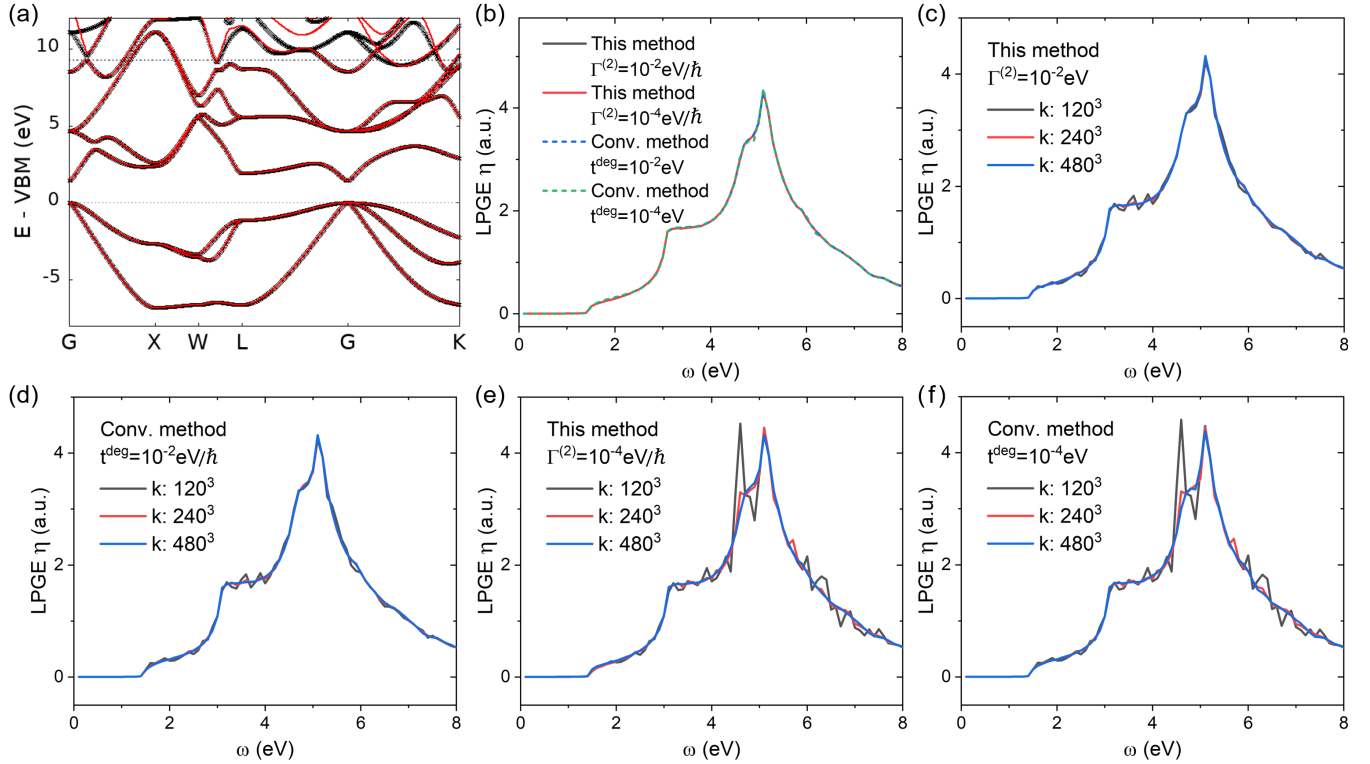 (a)
E - VBM (eV)
10
5
0
-5
G X W L G K
(b)
LPGE η (a.u.)
4
2
0
This method
Γ(2)=10-2eV/ħ
This method
Γ(2)=10-4eV/ħ
Conv. method
tdeg=10-2eV
Conv. method
tdeg=10-4eV
0 2 4 6 8
ω (eV)
(c)
LPGE η (a.u.)
4
2
0
This method
Γ(2)=10-2eV
k: 1203
k: 2403
k: 4803
0 2 4 6 8
ω (eV)
(d)
LPGE η (a.u.)
4
2
0
Conv. method
tdeg=10-2eV/ħ
k: 1203
k: 2403
k: 4803
0 2 4 6 8
ω (eV)
(e)
LPGE η (a.u.)
4
2
0
This method
Γ(2)=10-4eV/ħ
k: 1203
k: 2403
k: 4803
0 2 4 6 8
ω (eV)
(f)
LPGE η (a.u.)
4
2
0
Conv. method
tdeg=10-4eV
k: 1203
k: 2403
k: 4803
0 2 4 6 8
ω (eV)